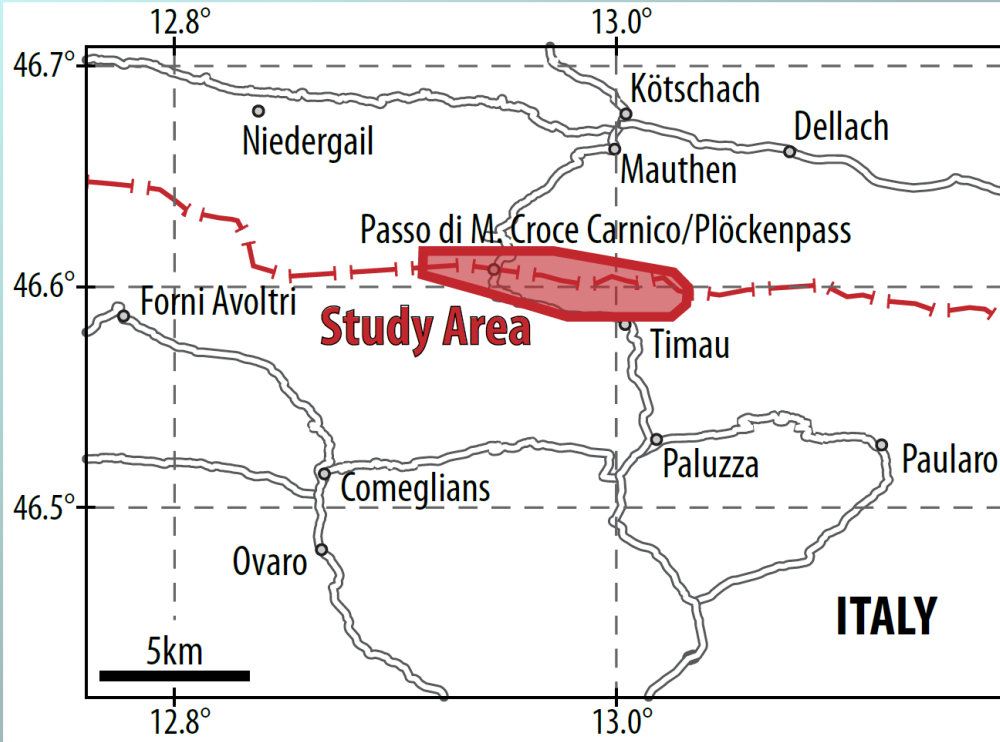 12.8°
13.0°
46.7°
Kötschach
Dellach
Niedergail
Mauthen
Passo di M. Croce Carnico/Plöckenpass
46.6°
Forni Avoltri
Study Area
Timau
Paluzza
Paularo
Comeglians
46.5°
Ovaro
ITALY
5km
12.8°
13.0°